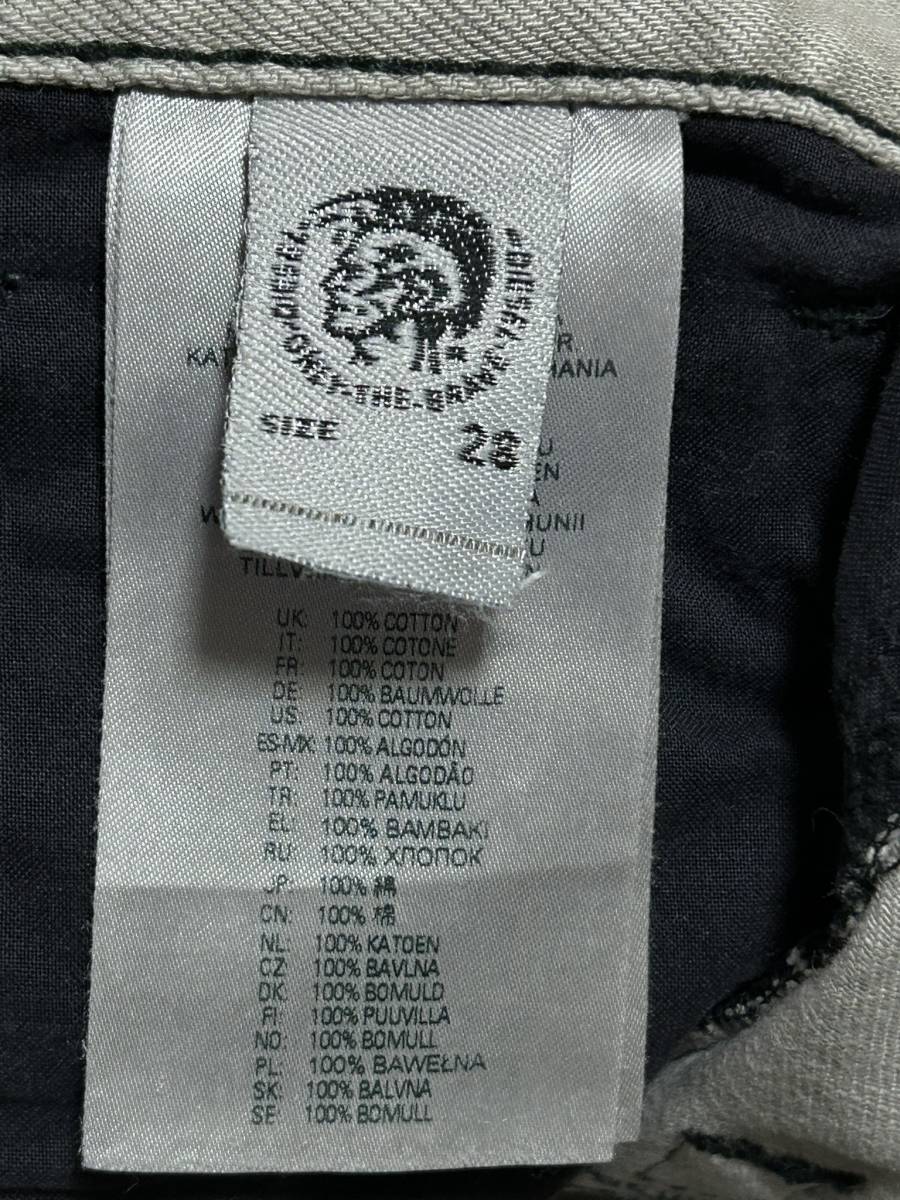 DIESEL
DIESEL
ONLY-THE-BRAVE
SIZE 28
UK: 100% COTTON
IT: 100% COTONE
FR: 100% COTON
DE 100% BAUMWOLLE
US: 100% COTTON
ES-MX: 100% ALGODÓN
PT: 100% ALGODÃO
TR: 100% PAMUKLU
EL: 100% BAMBAKI
RU: 100% ХЛОПОК
JP: 100% 綿
CN: 100% 棉
NL: 100% KATOEN
CZ 100% BAVLNA
DK: 100% BOMULD
FI: 100% PUUVILLA
NO: 100% BOMULL
PL: 100% BAWEŁNA
SK: 100% BALVNA
SE: 100% BOMULL